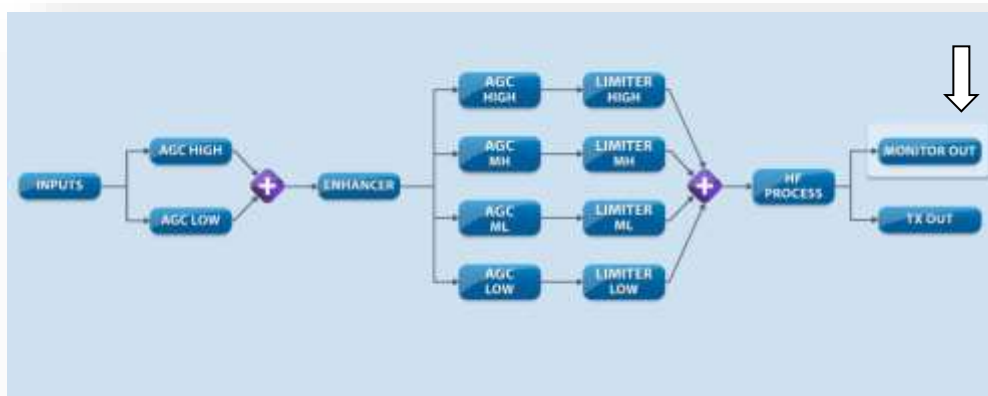 INPUTS
AGC HIGH
AGC LOW
ENHANCER
AGC
HIGH
AGC
MH
AGC
ML
AGC
LOW
LIMITER
HIGH
LIMITER
MH
LIMITER
ML
LIMITER
LOW
HF
PROCESS
MONITOR OUT
TX OUT